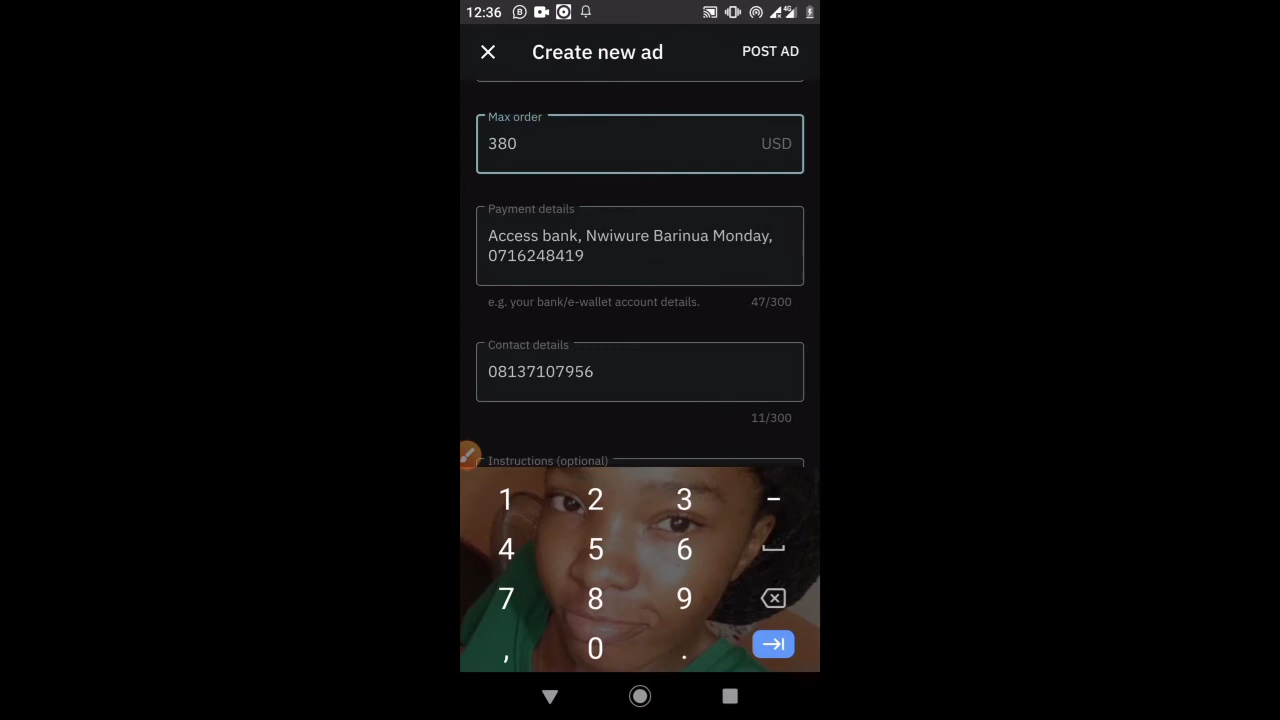 12:36
4G
Create new ad
POST AD
Max order
380
USD
Payment details
Access bank, Nwiwure Barinua Monday,
0716248419
e.g. your bank/e-wallet account details.
47/300
Contact details
08137107956
11/300
Instructions (optional)
1 2 3 -
4 5 6
7 8 9
, 0 .